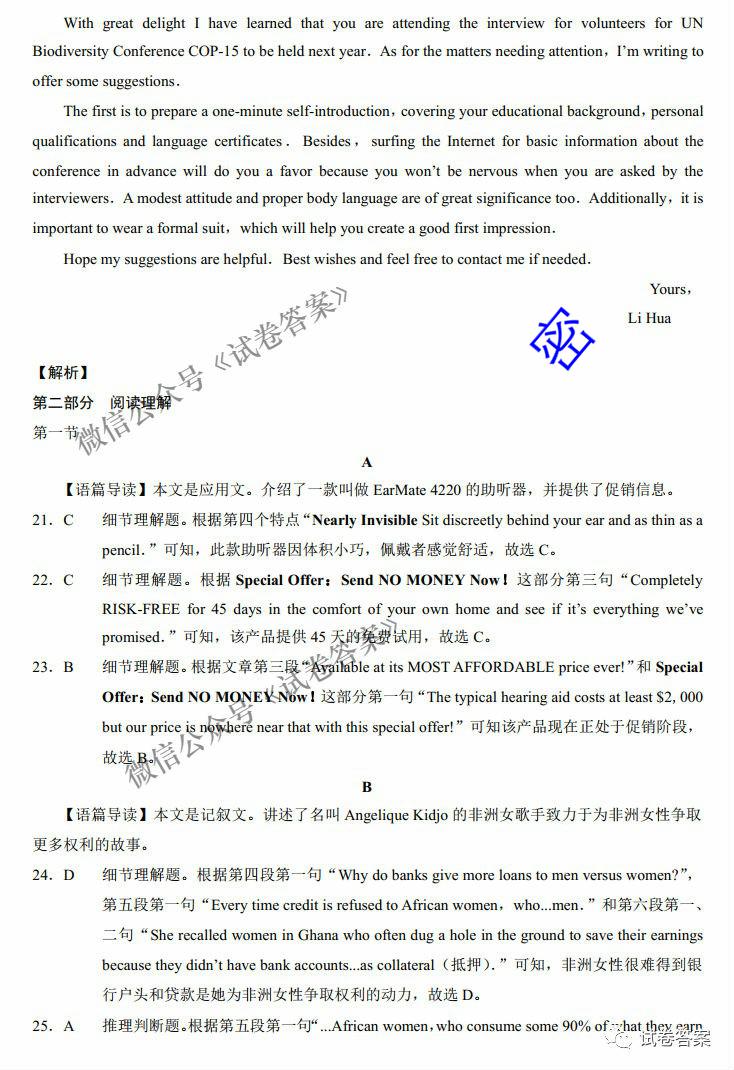 With great delight I have learned that you are attending the interview for volunteers for UN
Biodiversity Conference COP-15 to be held next year. As for the matters needing attention, I'm writing to
offer some suggestions.
The first is to prepare a one-minute self-introduction, covering your educational background, personal
qualifications and language certificates. Besides, surfing the Internet for basic information about the
conference in advance will do you a favor because you won't be nervous when you are asked by the
interviewers. A modest attitude and proper body language are of great significance too. Additionally, it is
important to wear a formal suit, which will help you create a good first impression.
Hope my suggestions are helpful. Best wishes and feel free to contact me if needed.
Yours,
Li Hua
密
微信公众号《试卷答案》
【解析】
第二部分 阅读理解
第一节
A
【语篇导读】本文是应用文。介绍了一款叫做 EarMate 4220 的助听器，并提供了促销信息。
21. C 细节理解题。根据第四个特点“Nearly Invisible Sit discreetly behind your ear and as thin as a
pencil.”可知，此款助听器因体积小巧，佩戴者感觉舒适，故选 C。
22. C 细节理解题。根据 Special Offer: Send NO MONEY Now! 这部分第三句“Completely
RISK-FREE for 45 days in the comfort of your own home and see if it's everything we've
promised.”可知，该产品提供 45 天的免费试用，故选 C。
23. B 细节理解题。根据文章第三段“Available at its MOST AFFORDABLE price ever!”和 Special
Offer: Send NO MONEY Now! 这部分第一句“The typical hearing aid costs at least $2, 000
but our price is nowhere near that with this special offer!”可知该产品现在正处于促销阶段，
故选 B。
微信公众号《试卷答案》
B
【语篇导读】本文是记叙文。讲述了名叫 Angelique Kidjo 的非洲女歌手致力于为非洲女性争取
更多权利的故事。
24. D 细节理解题。根据第四段第一句“Why do banks give more loans to men versus women?”，
第五段第一句“Every time credit is refused to African women, who...men.”和第六段第一、
二句“She recalled women in Ghana who often dug a hole in the ground to save their earnings
because they didn't have bank accounts...as collateral（抵押）.”可知，非洲女性很难得到银
行户头和贷款是她为非洲女性争取权利的动力，故选 D。
25. A 推理判断题。根据第五段第一句“...African women, who consume some 90% of what they earn
试卷答案